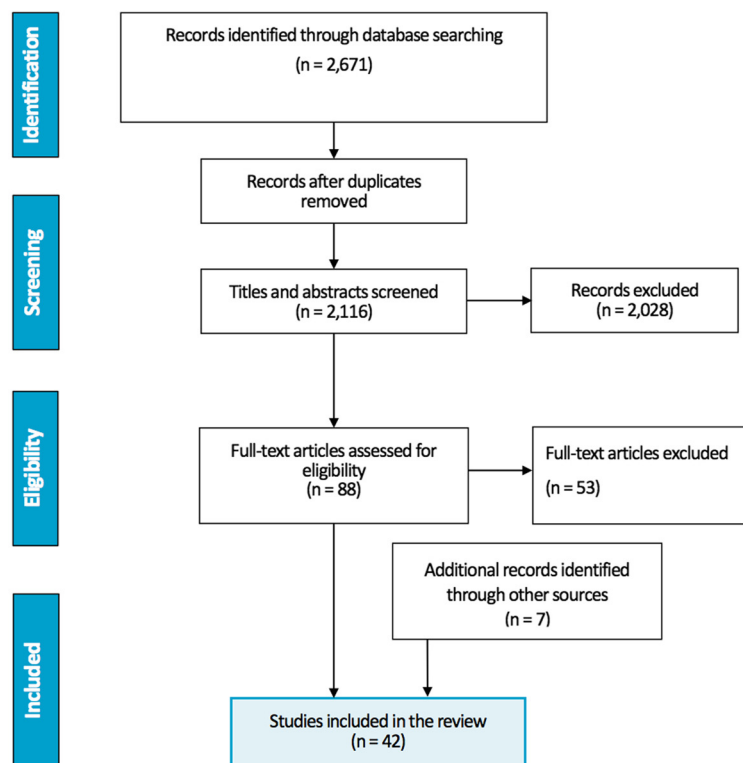 Identification
Records identified through database searching
(n = 2,671)
Records after duplicates
removed
Screening
Titles and abstracts screened
(n = 2,116)
Records excluded
(n = 2,028)
Eligibility
Full-text articles assessed for
eligibility
(n = 88)
Full-text articles excluded
(n = 53)
Additional records identified
through other sources
(n = 7)
Included
Studies included in the review
(n = 42)